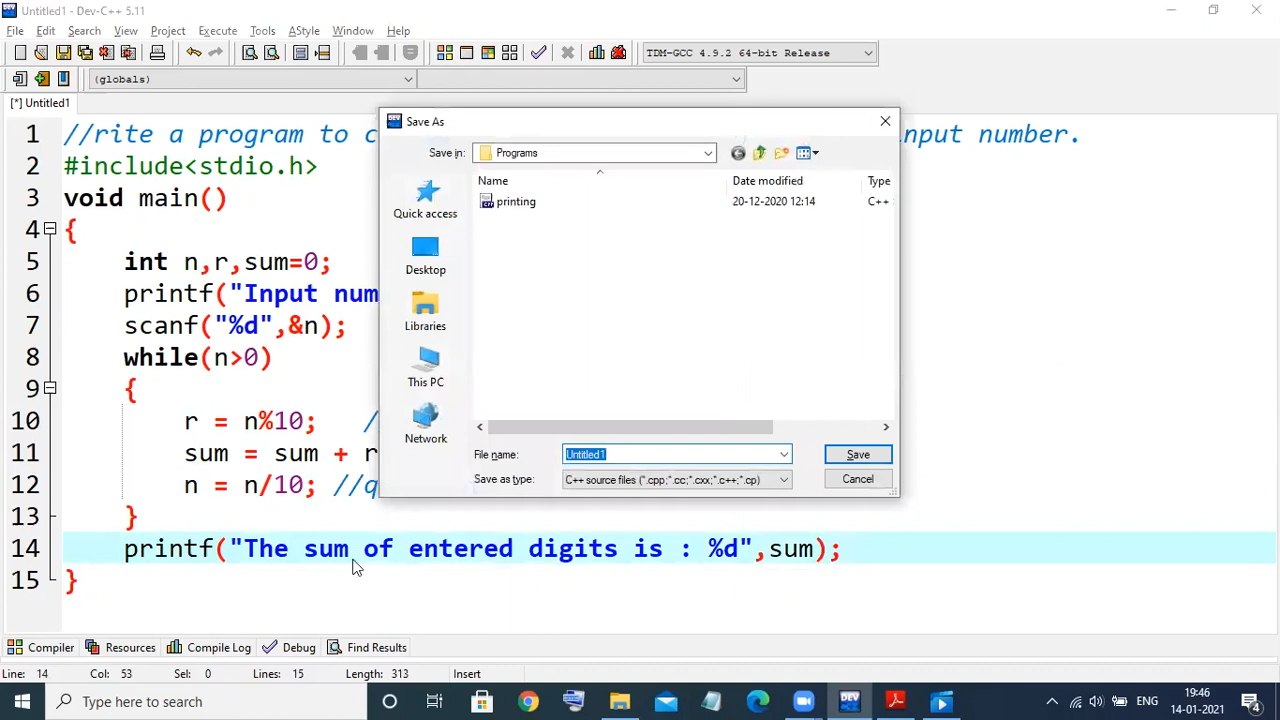 Untitled1 - Dev-C++ 5.11
File Edit Search View Project Execute Tools AStyle Window Help
TDM-GCC 4.9.2 64-bit Release
(globals)
[*] Untitled1
Save As
Save in: Programs
Name Date modified Type
printing 20-12-2020 12:14 C++
Quick access
Desktop
Libraries
This PC
Network
File name: Untitled1 Save
Save as type: C++ source files (*.cpp;*.cc;*.cxx;*.c++;*.cp) Cancel
1 //rite a program to c nput number.
2 #include<stdio.h>
3 void main()
4 {
5 int n,r,sum=0;
6 printf("Input num
7 scanf("%d",&n);
8 while(n>0)
9 {
10 r = n%10; /
11 sum = sum + r
12 n = n/10; //q
13 }
14 printf("The sum of entered digits is : %d",sum);
15 }
Compiler Resources Compile Log Debug Find Results
Line: 14 Col: 53 Sel: 0 Lines: 15 Length: 313 Insert
Type here to search
DEV
ENG
19:46
14-01-2021
4